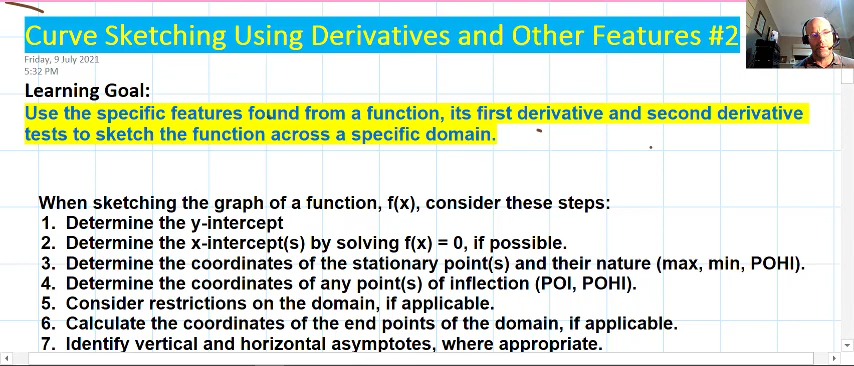 Curve Sketching Using Derivatives and Other Features #2
Friday, 9 July 2021
5:32 PM
Learning Goal:
Use the specific features found from a function, its first derivative and second derivative
tests to sketch the function across a specific domain.
When sketching the graph of a function, f(x), consider these steps:
1. Determine the y-intercept
2. Determine the x-intercept(s) by solving f(x) = 0, if possible.
3. Determine the coordinates of the stationary point(s) and their nature (max, min, POHI).
4. Determine the coordinates of any point(s) of inflection (POI, POHI).
5. Consider restrictions on the domain, if applicable.
6. Calculate the coordinates of the end points of the domain, if applicable.
7. Identify vertical and horizontal asymptotes, where appropriate.